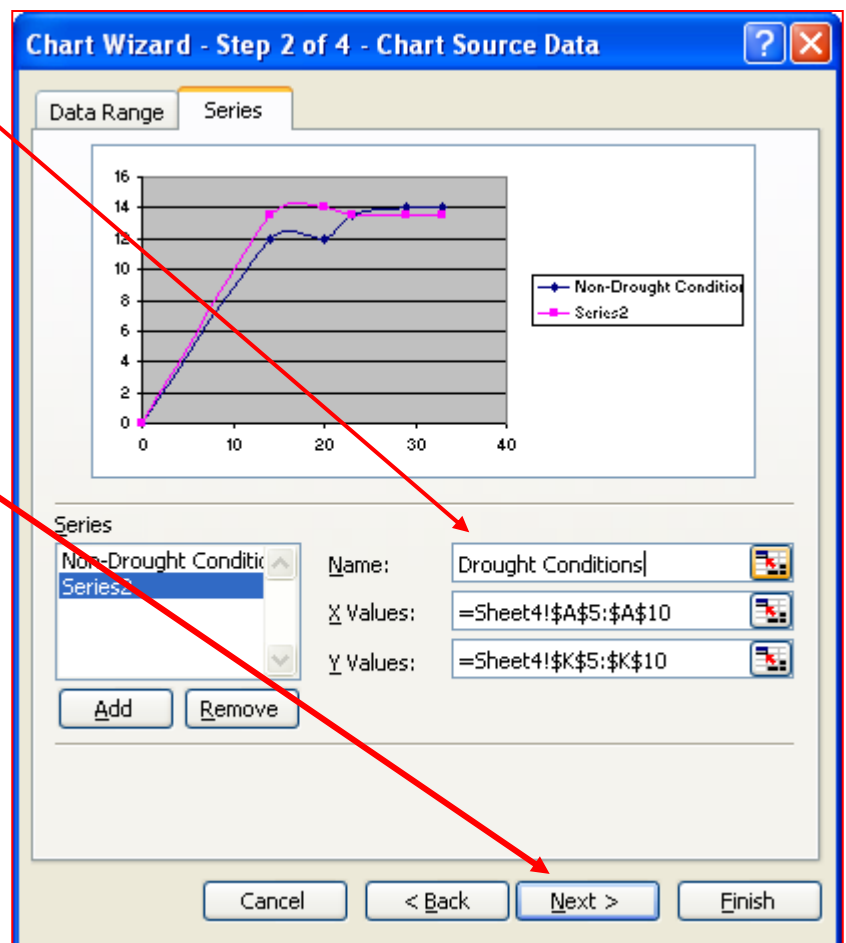 Chart Wizard - Step 2 of 4 - Chart Source Data
Data Range Series
16
14
12
10
8
6
4
2
0
0 10 20 30 40
Non-Drought Condition
Series2
Series
Non-Drought Conditic
Series2
Name: Drought Conditions
X Values: =Sheet4!$A$5:$A$10
Y Values: =Sheet4!$K$5:$K$10
Add Remove
Cancel < Back Next > Finish